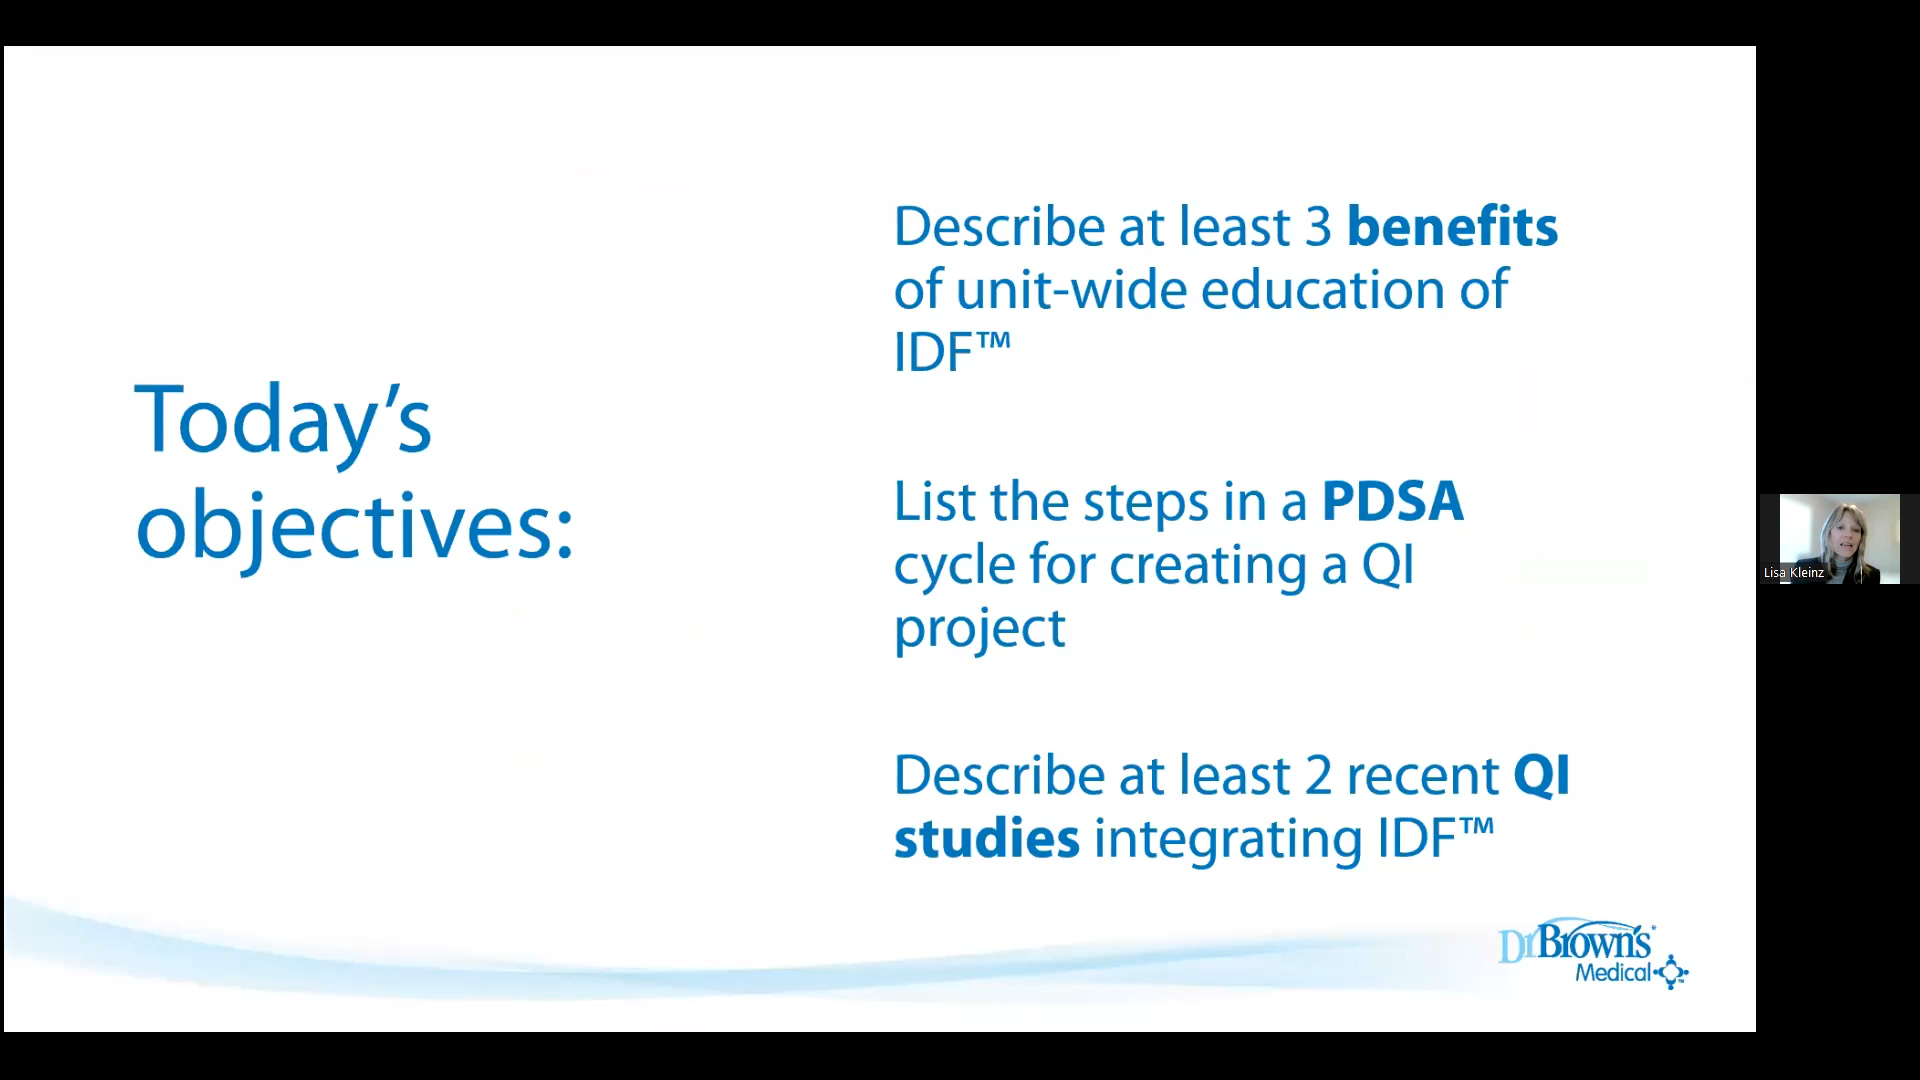 Today’s
objectives:
Describe at least 3 benefits
of unit-wide education of
IDF™
List the steps in a PDSA
cycle for creating a QI
project
Describe at least 2 recent QI
studies integrating IDF™
Dr Brown's®
Medical™
Lisa Kleinz